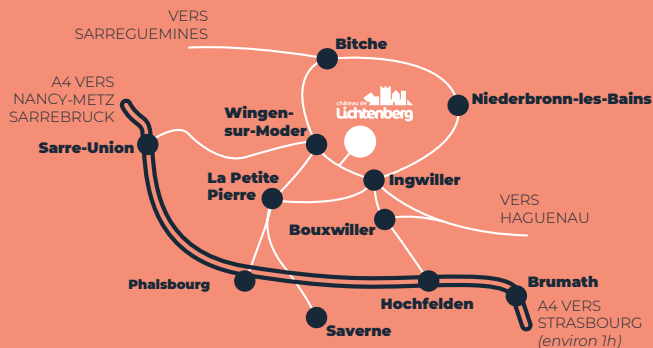 VERS
SARREGUEMINES
Bitche
A4 VERS
NANCY-METZ
SARREBRUCK
château de
Lichtenberg
Niederbronn-les-Bains
Wingen-
sur-Moder
Sarre-Union
La Petite
Pierre
Ingwiller
VERS
HAGUENAU
Bouxwiller
Phalsbourg
Hochfelden
Brumath
A4 VERS
STRASBOURG
(environ 1h)
Saverne